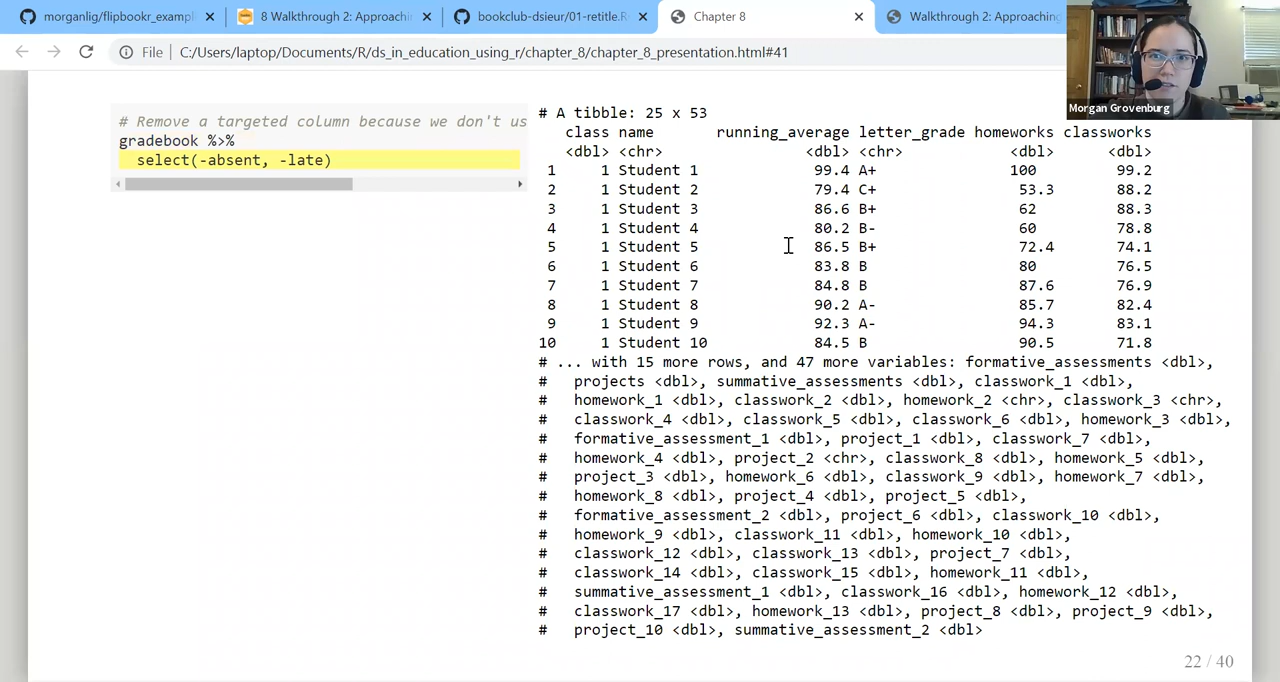 morganlig/flipbookr_exampl
8 Walkthrough 2: Approachi
bookclub-dsieur/01-retitle.R
Chapter 8
Walkthrough 2: Approaching
File
C:/Users/laptop/Documents/R/ds_in_education_using_r/chapter_8/chapter_8_presentation.html#41
Morgan Grovenburg
# Remove a targeted column because we don't us
gradebook %>%
select(-absent, -late)
# A tibble: 25 x 53
class name running_average letter_grade homeworks classworks
<dbl> <chr> <dbl> <chr> <dbl> <dbl>
1 1 Student 1 99.4 A+ 100 99.2
2 1 Student 2 79.4 C+ 53.3 88.2
3 1 Student 3 86.6 B+ 62 88.3
4 1 Student 4 80.2 B- 60 78.8
5 1 Student 5 86.5 B+ 72.4 74.1
6 1 Student 6 83.8 B 80 76.5
7 1 Student 7 84.8 B 87.6 76.9
8 1 Student 8 90.2 A- 85.7 82.4
9 1 Student 9 92.3 A- 94.3 83.1
10 1 Student 10 84.5 B 90.5 71.8
# ... with 15 more rows, and 47 more variables: formative_assessments <dbl>,
# projects <dbl>, summative_assessments <dbl>, classwork_1 <dbl>,
# homework_1 <dbl>, classwork_2 <dbl>, homework_2 <chr>, classwork_3 <chr>,
# classwork_4 <dbl>, classwork_5 <dbl>, classwork_6 <dbl>, homework_3 <dbl>,
# formative_assessment_1 <dbl>, project_1 <dbl>, classwork_7 <dbl>,
# homework_4 <dbl>, project_2 <chr>, classwork_8 <dbl>, homework_5 <dbl>,
# project_3 <dbl>, homework_6 <dbl>, classwork_9 <dbl>, homework_7 <dbl>,
# homework_8 <dbl>, project_4 <dbl>, project_5 <dbl>,
# formative_assessment_2 <dbl>, project_6 <dbl>, classwork_10 <dbl>,
# homework_9 <dbl>, classwork_11 <dbl>, homework_10 <dbl>,
# classwork_12 <dbl>, classwork_13 <dbl>, project_7 <dbl>,
# classwork_14 <dbl>, classwork_15 <dbl>, homework_11 <dbl>,
# summative_assessment_1 <dbl>, classwork_16 <dbl>, homework_12 <dbl>,
# classwork_17 <dbl>, homework_13 <dbl>, project_8 <dbl>, project_9 <dbl>,
# project_10 <dbl>, summative_assessment_2 <dbl>
22 / 40